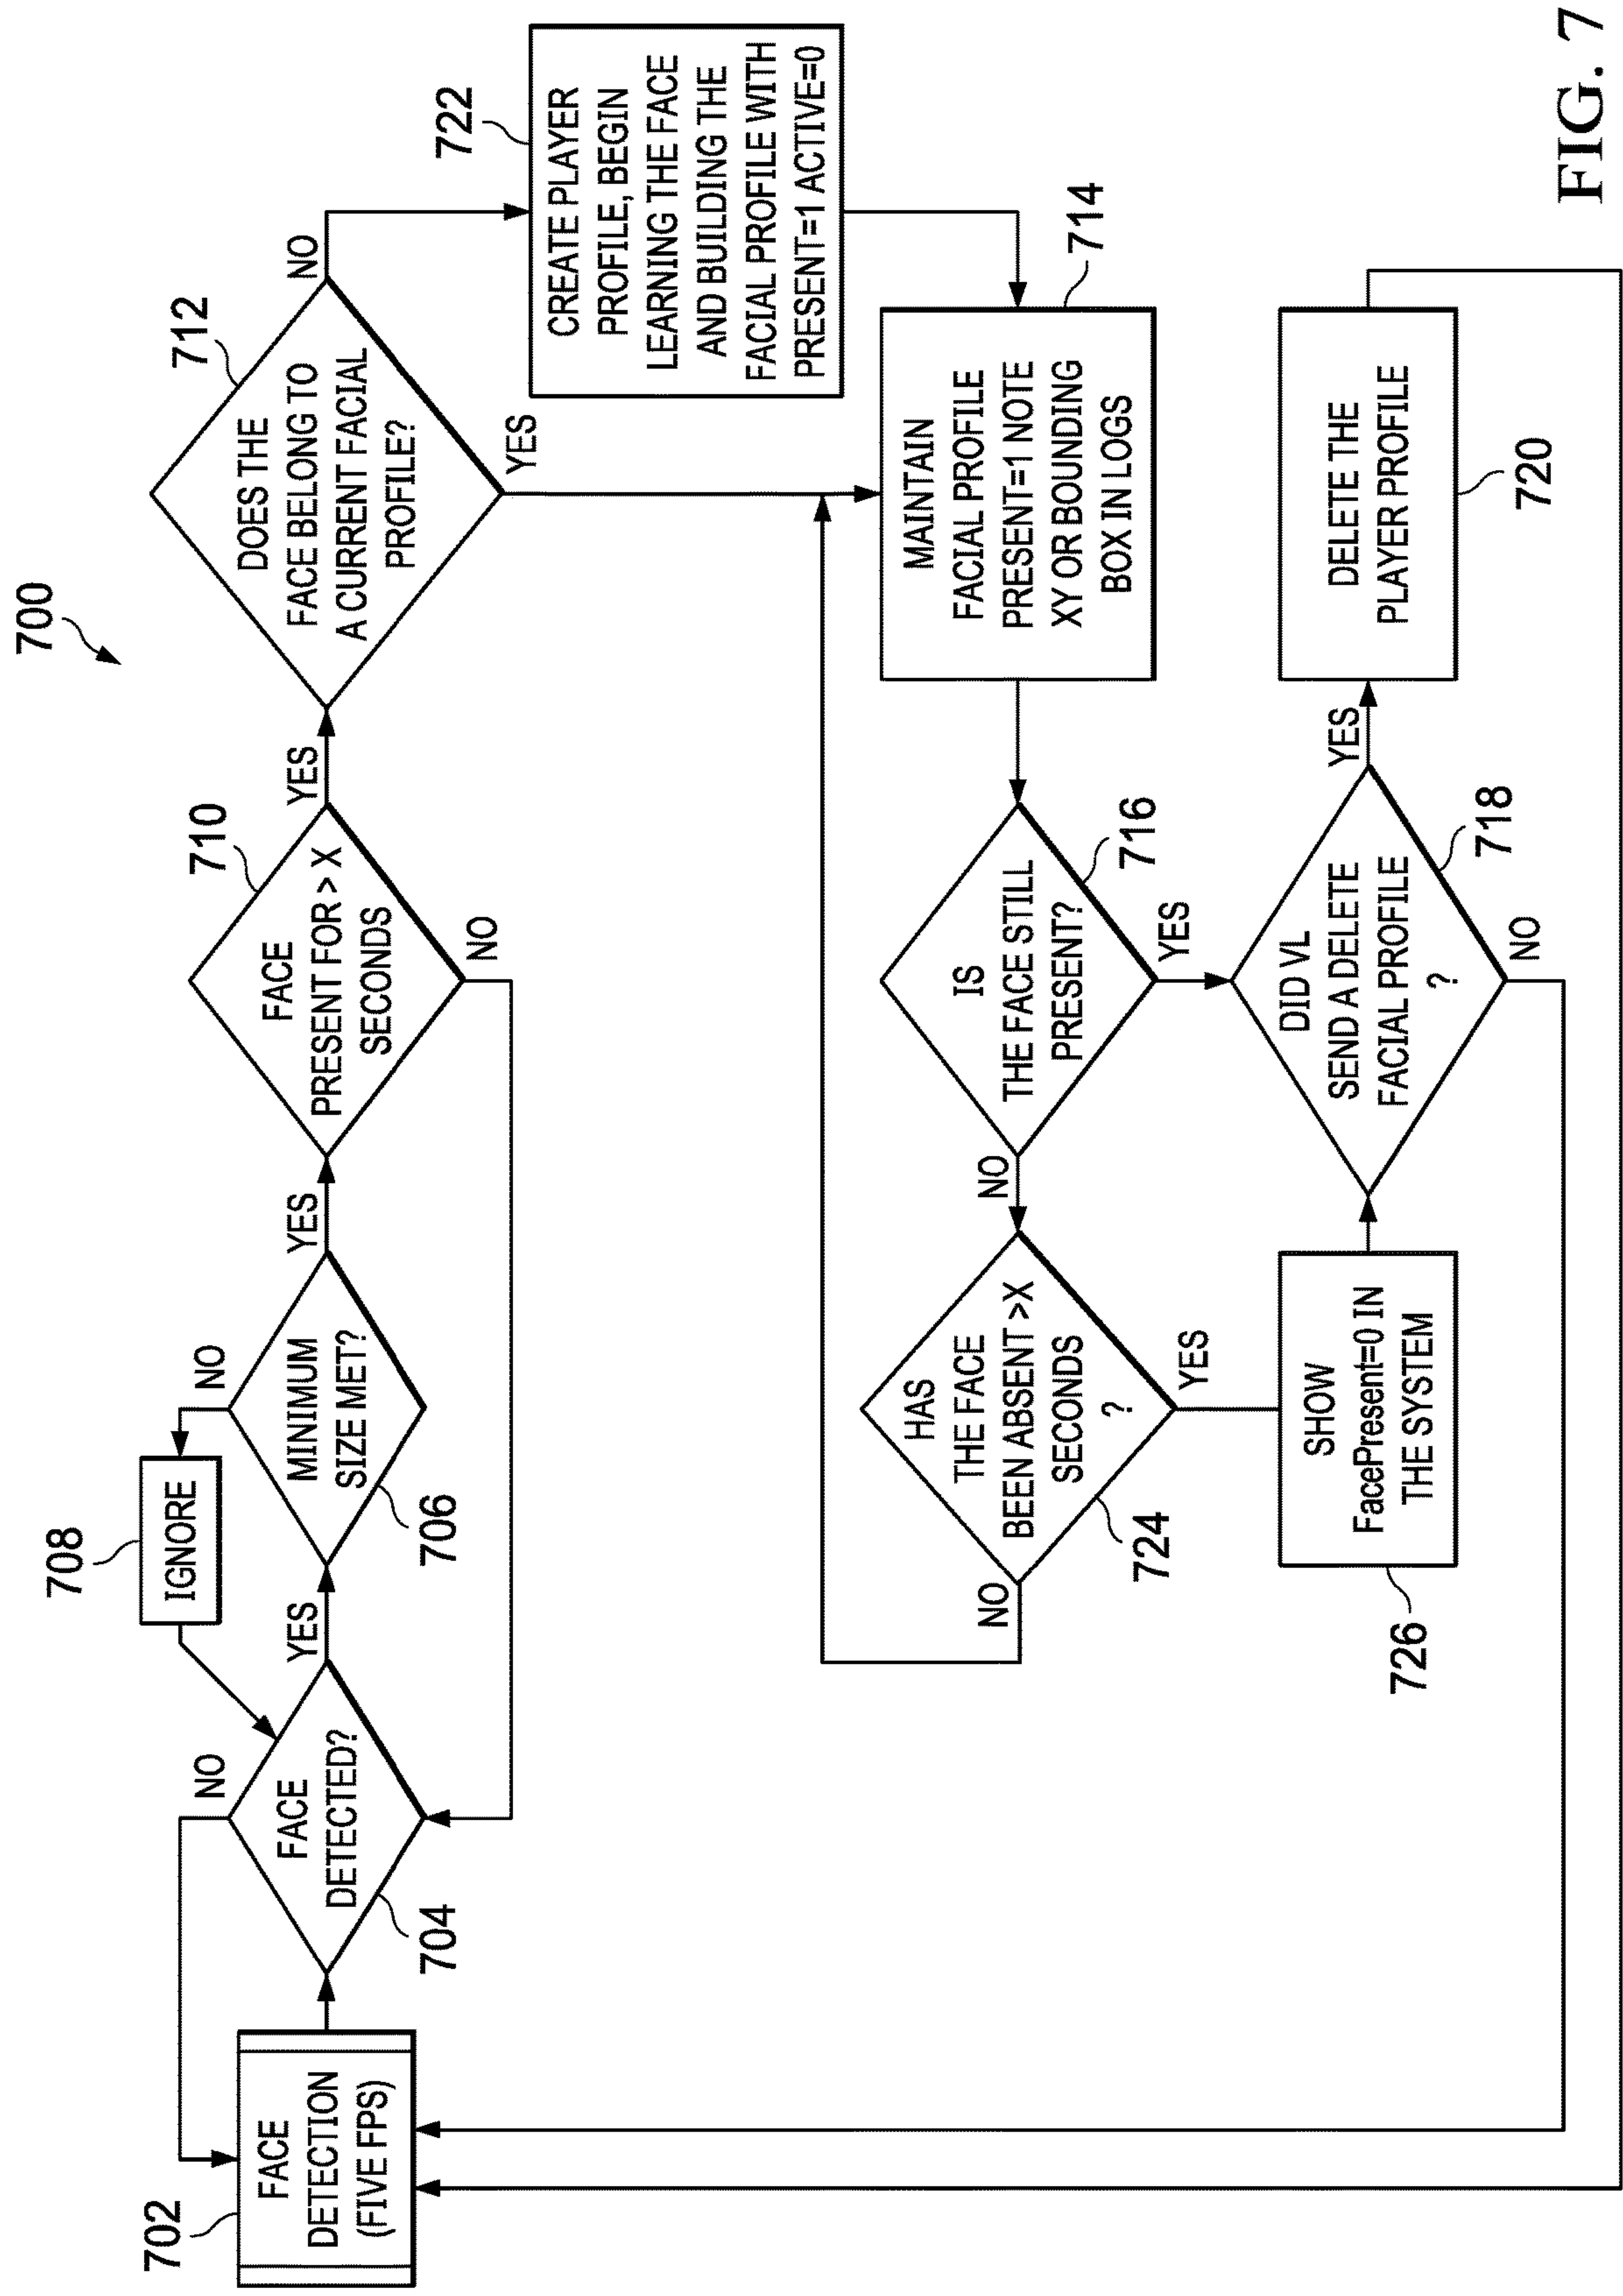 700
702
FACE
DETECTION
(FIVE FPS)
704
FACE
DETECTED?
NO
YES
706
MINIMUM
SIZE MET?
NO
708
IGNORE
YES
710
FACE
PRESENT FOR > X
SECONDS
NO
YES
712
DOES THE
FACE BELONG TO
A CURRENT FACIAL
PROFILE?
NO
YES
722
CREATE PLAYER
PROFILE, BEGIN
LEARNING THE FACE
AND BUILDING THE
FACIAL PROFILE WITH
PRESENT=1 ACTIVE=0
714
MAINTAIN
FACIAL PROFILE
PRESENT=1 NOTE
XY OR BOUNDING
BOX IN LOGS
716
IS
THE FACE STILL
PRESENT?
NO
YES
724
HAS
THE FACE
BEEN ABSENT >X
SECONDS
?
NO
YES
726
SHOW
FacePresent=0 IN
THE SYSTEM
718
DID VL
SEND A DELETE
FACIAL PROFILE
?
YES
NO
720
DELETE THE
PLAYER PROFILE
FIG. 7